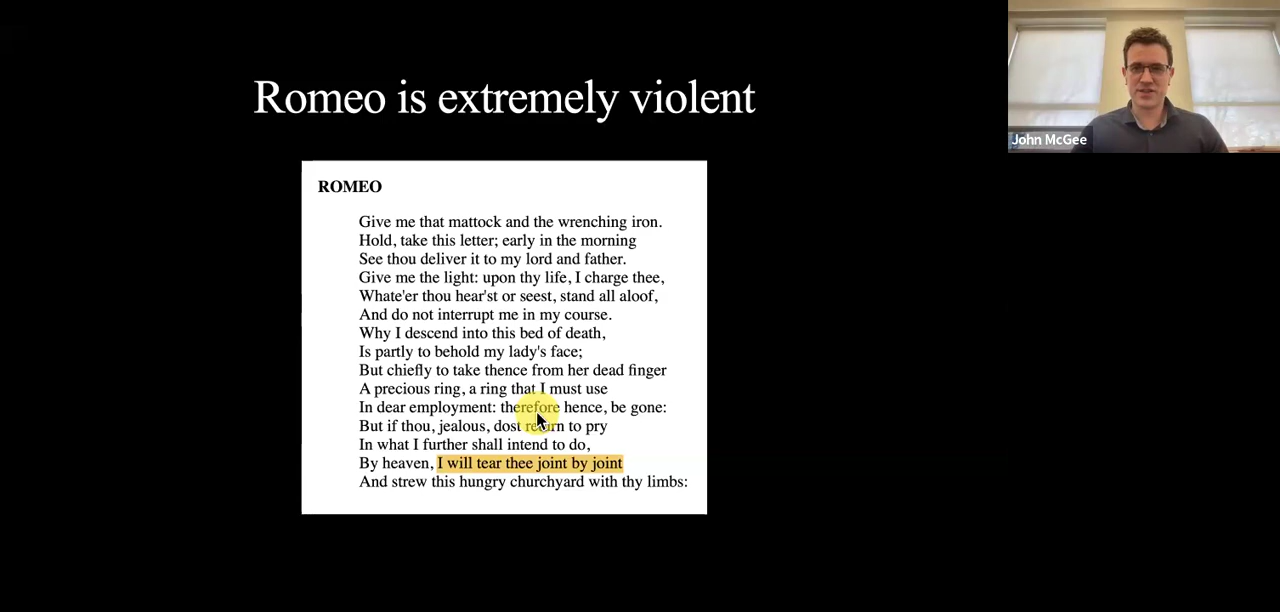 Romeo is extremely violent
John McGee
ROMEO
Give me that mattock and the wrenching iron.
Hold, take this letter; early in the morning
See thou deliver it to my lord and father.
Give me the light: upon thy life, I charge thee,
Whate'er thou hear'st or seest, stand all aloof,
And do not interrupt me in my course.
Why I descend into this bed of death,
Is partly to behold my lady's face;
But chiefly to take thence from her dead finger
A precious ring, a ring that I must use
In dear employment: therefore hence, be gone:
But if thou, jealous, dost return to pry
In what I further shall intend to do,
By heaven, I will tear thee joint by joint
And strew this hungry churchyard with thy limbs: